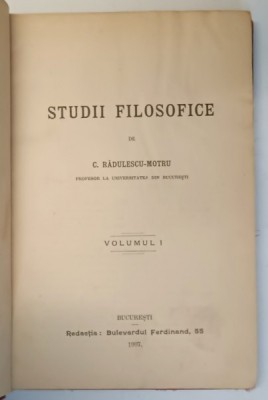 STUDII FILOSOFICE
DE
C. RĂDULESCU-MOTRU
PROFESOR LA UNIVERSITATEA DIN BUCUREȘTI
VOLUMUL I
BUCUREȘTI
Redacția: Bulevardul Ferdinand, 55